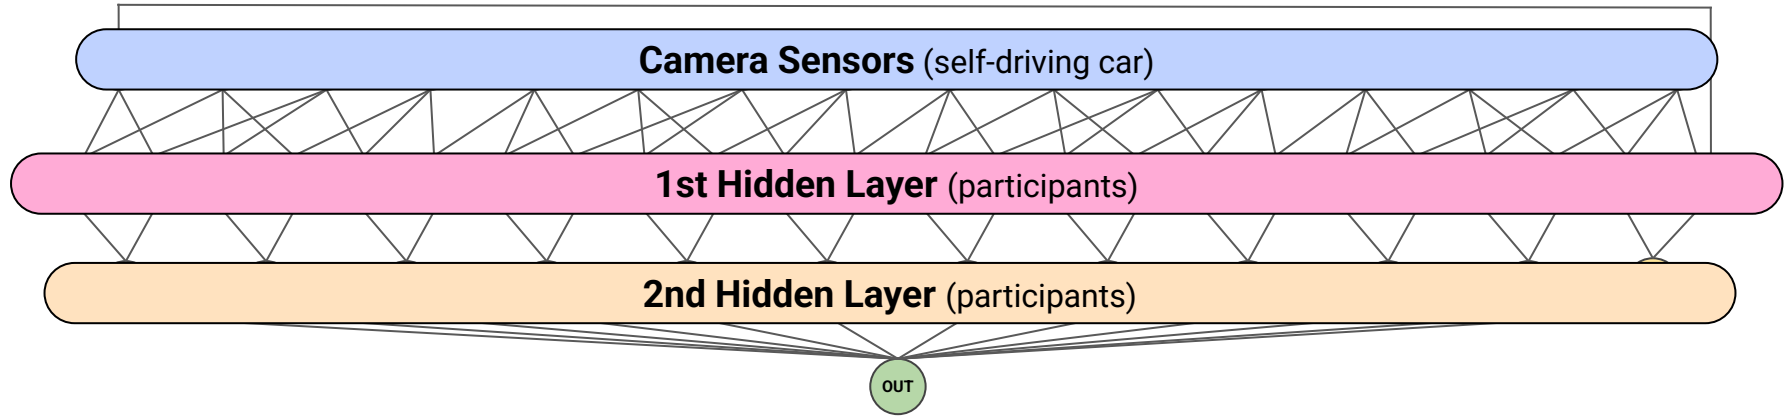 Camera Sensors (self-driving car)
1st Hidden Layer (participants)
2nd Hidden Layer (participants)
OUT